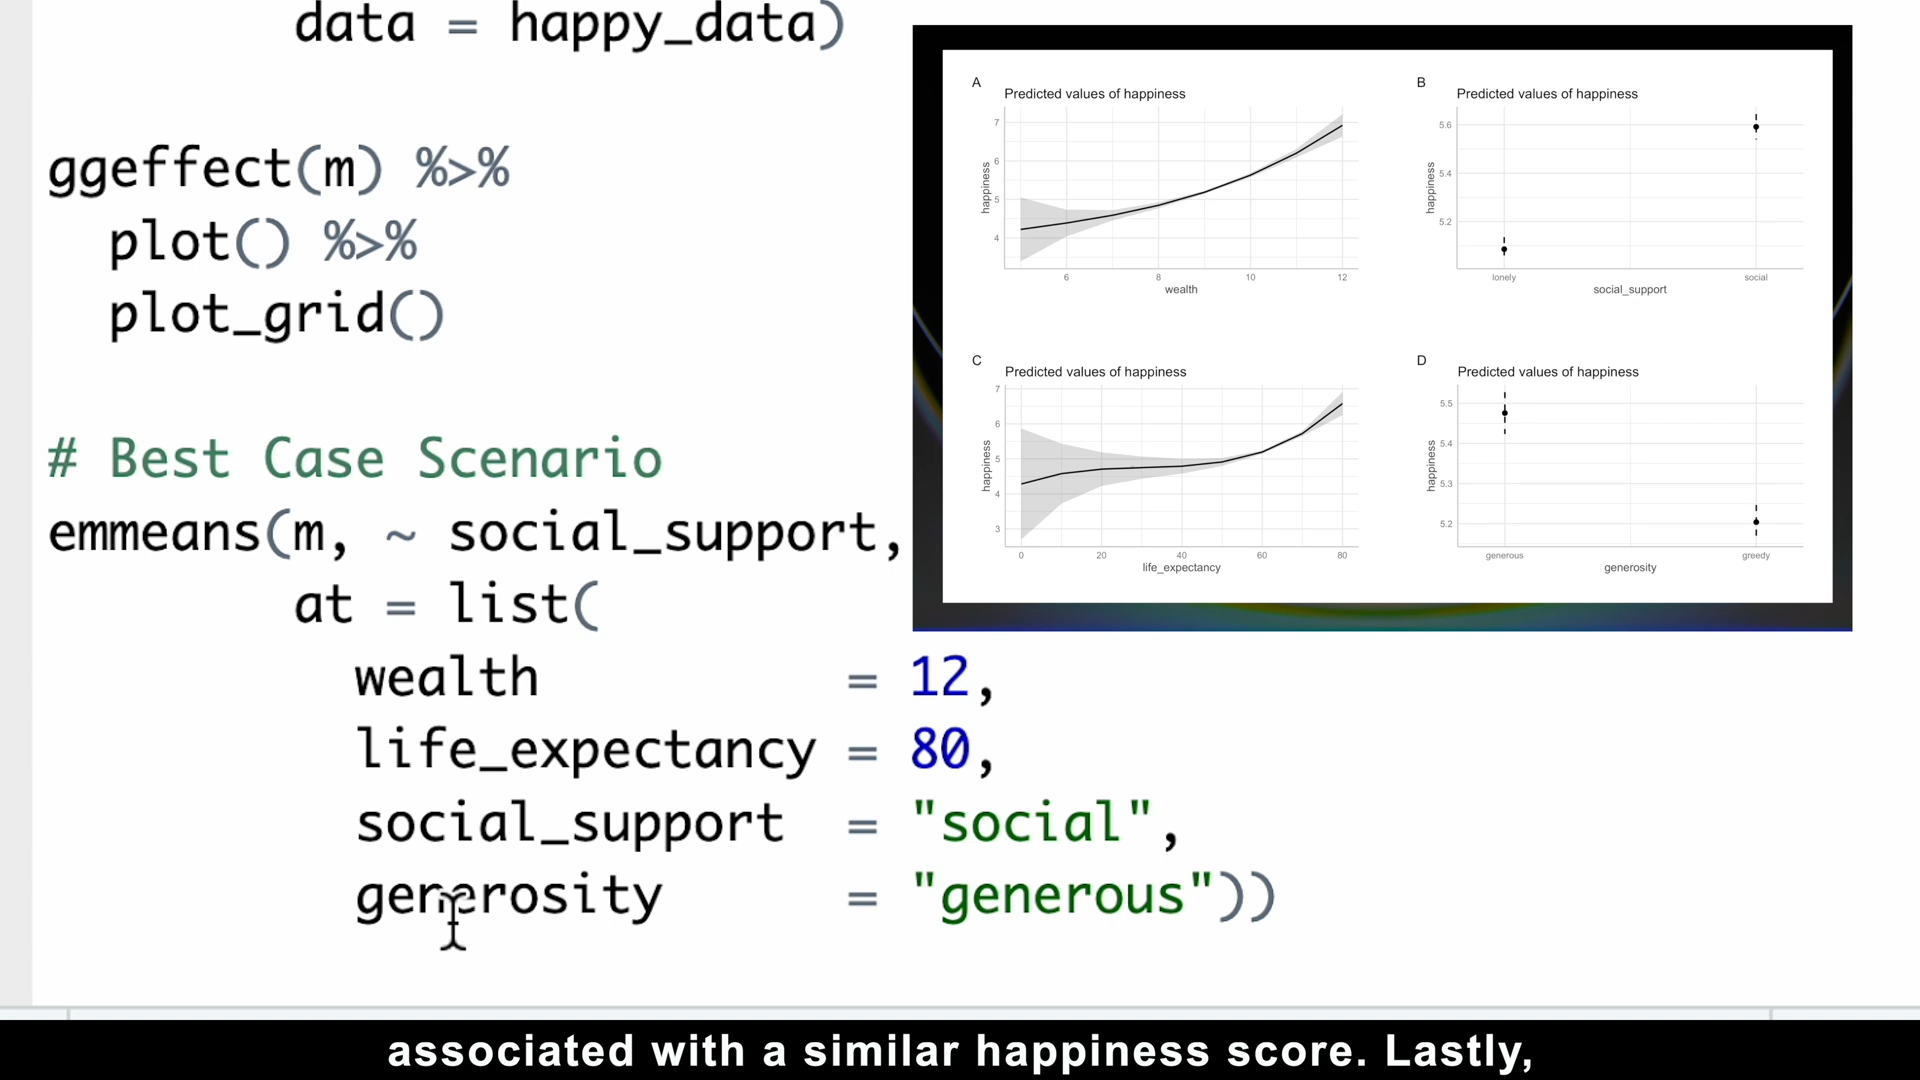 data = happy_data)
ggeffect(m) %>%
plot() %>%
plot_grid()
# Best Case Scenario
emmeans(m, ~ social_support,
at = list(
wealth = 12,
life_expectancy = 80,
social_support = "social",
generosity = "generous"))
A
Predicted values of happiness
happiness
7
6
5
4
6 8 10 12
wealth
B
Predicted values of happiness
happiness
5.6
5.4
5.2
lonely social
social_support
C
Predicted values of happiness
happiness
7
6
5
4
3
0 20 40 60 80
life_expectancy
D
Predicted values of happiness
happiness
5.5
5.4
5.3
5.2
generous greedy
generosity
associated with a similar happiness score. Lastly,